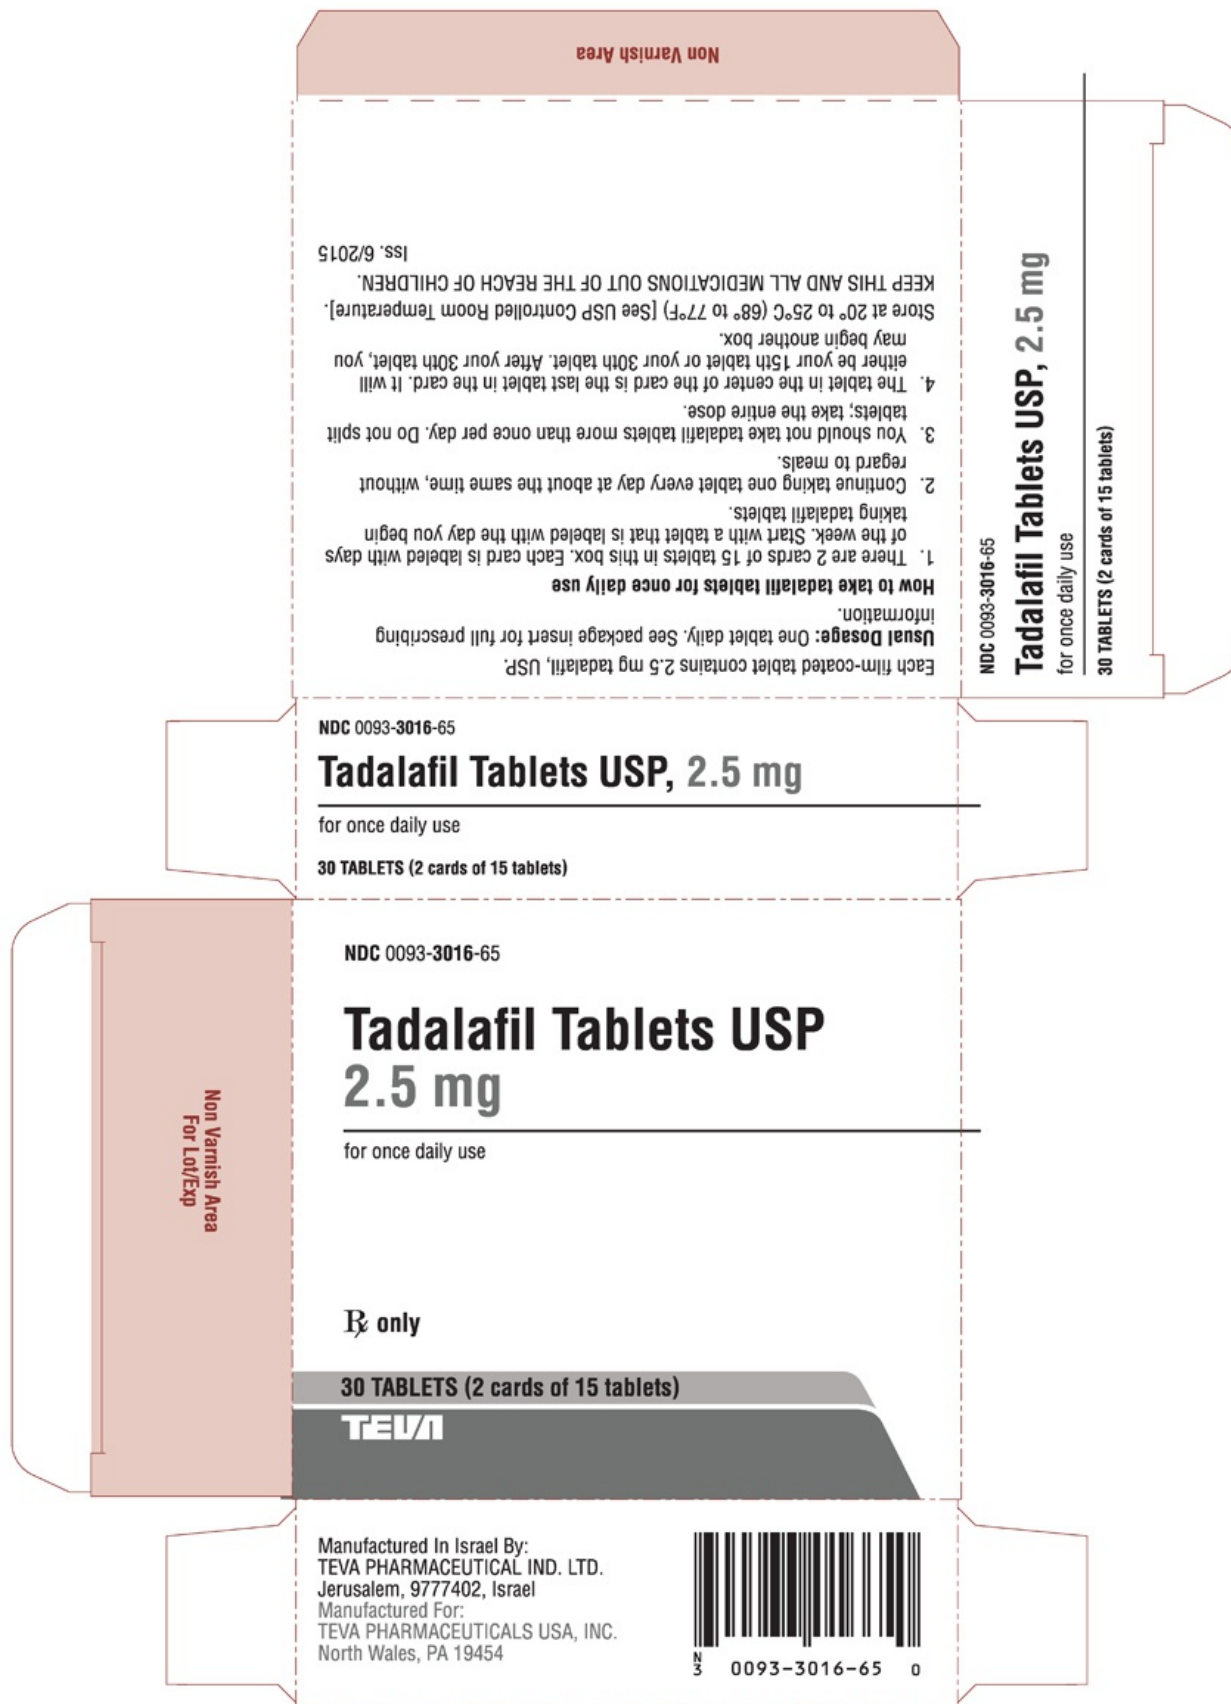 Non Varnish Area
Each film-coated tablet contains 2.5 mg tadalafil, USP.
Usual Dosage: One tablet daily. See package insert for full prescribing
information.
How to take tadalafil tablets for once daily use
1. There are 2 cards of 15 tablets in this box. Each card is labeled with days
of the week. Start with a tablet that is labeled with the day you begin
taking tadalafil tablets.
2. Continue taking one tablet every day at about the same time, without
regard to meals.
3. You should not take tadalafil tablets more than once per day. Do not split
tablets; take the entire dose.
4. The tablet in the center of the card is the last tablet in the card. It will
either be your 15th tablet or your 30th tablet. After your 30th tablet, you
may begin another box.
Store at 20° to 25°C (68° to 77°F) [See USP Controlled Room Temperature].
KEEP THIS AND ALL MEDICATIONS OUT OF THE REACH OF CHILDREN.
Iss. 6/2015
NDC 0093-3016-65
Tadalafil Tablets USP, 2.5 mg
for once daily use
30 TABLETS (2 cards of 15 tablets)
NDC 0093-3016-65
Tadalafil Tablets USP, 2.5 mg
for once daily use
30 TABLETS (2 cards of 15 tablets)
Non Varnish Area
For Lot/Exp
NDC 0093-3016-65
Tadalafil Tablets USP
2.5 mg
for once daily use
℞ only
30 TABLETS (2 cards of 15 tablets)
TEVA
Manufactured In Israel By:
TEVA PHARMACEUTICAL IND. LTD.
Jerusalem, 9777402, Israel
Manufactured For:
TEVA PHARMACEUTICALS USA, INC.
North Wales, PA 19454
N
3 0093-3016-65 0